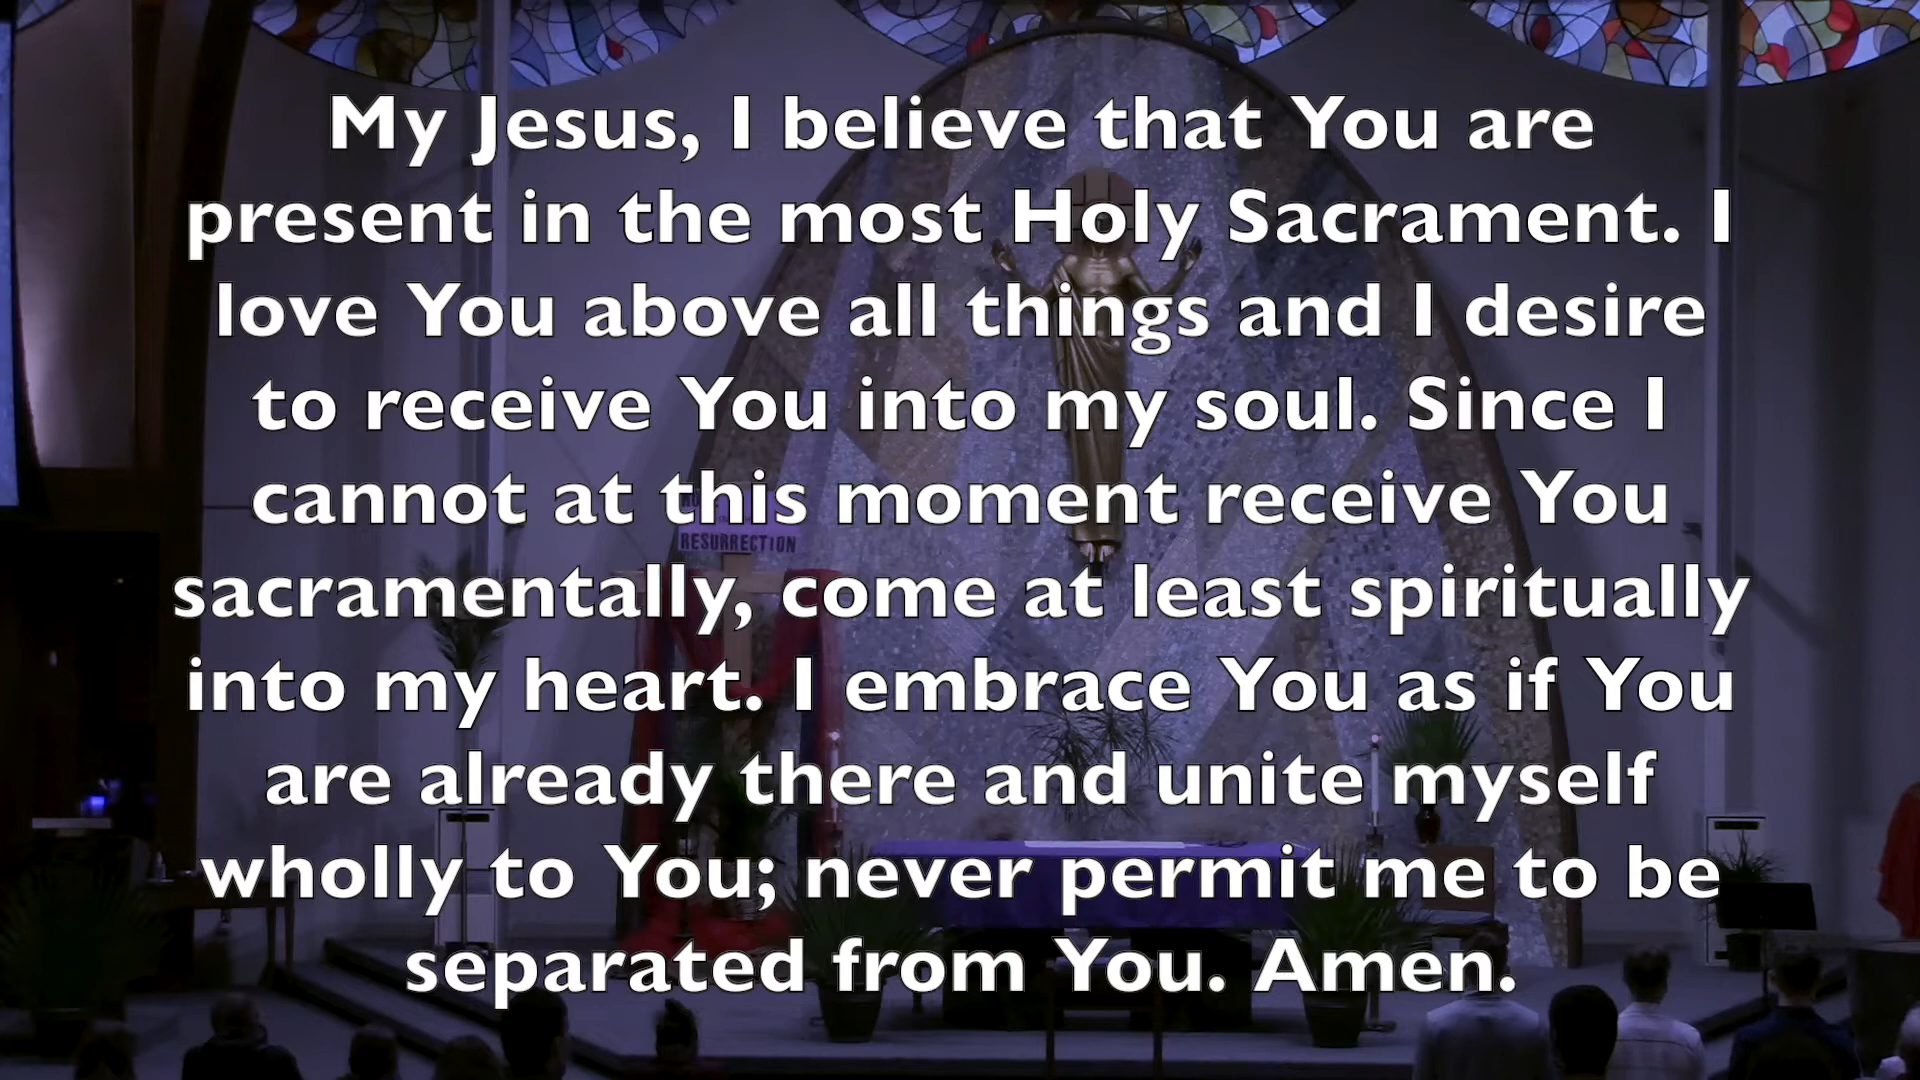 My Jesus, I believe that You are
present in the most Holy Sacrament. I
love You above all things and I desire
to receive You into my soul. Since I
cannot at this moment receive You
RESURRECTION
sacramentally, come at least spiritually
into my heart. I embrace You as if You
are already there and unite myself
wholly to You; never permit me to be
separated from You. Amen.